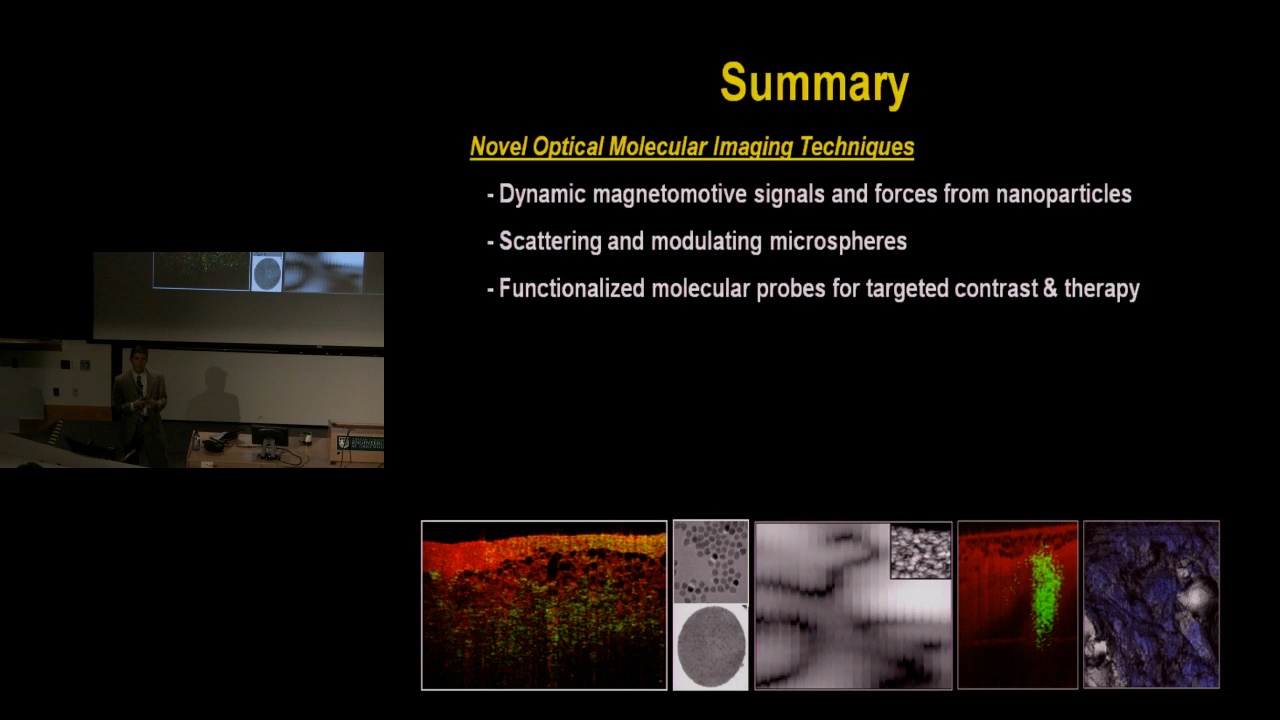 Summary
Novel Optical Molecular Imaging Techniques
- Dynamic magnetomotive signals and forces from nanoparticles
- Scattering and modulating microspheres
- Functionalized molecular probes for targeted contrast & therapy